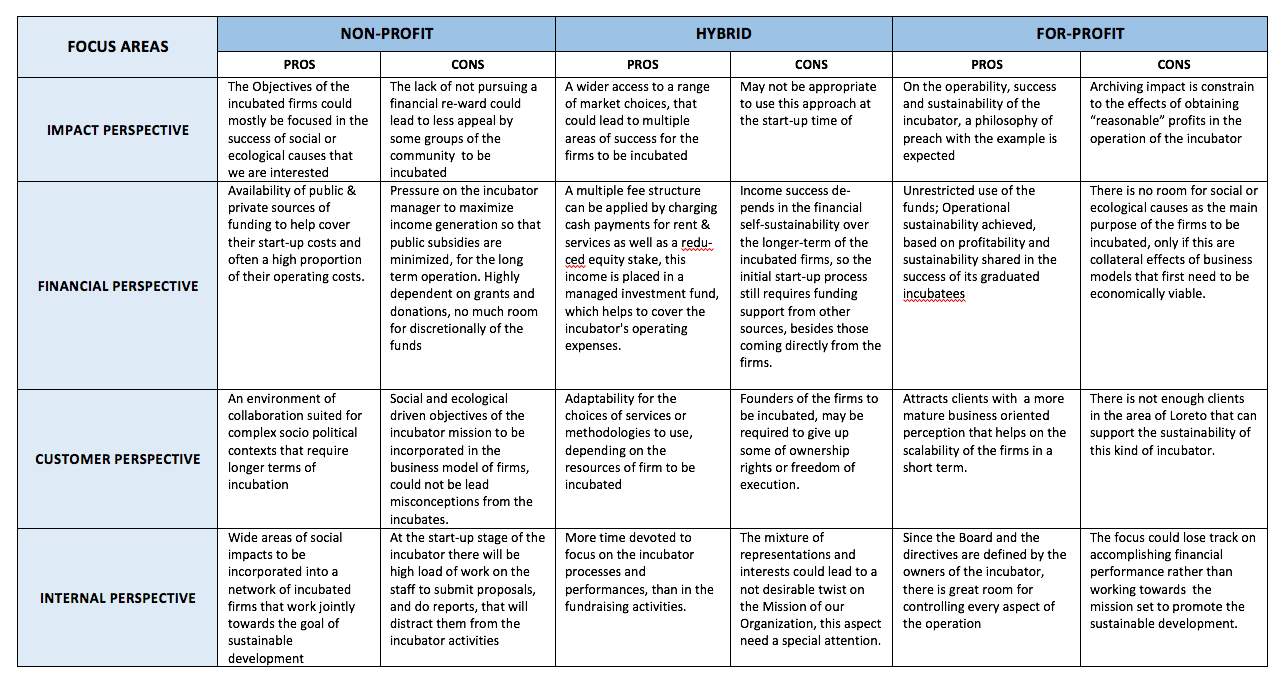 FOCUS AREAS
NON-PROFIT
HYBRID
FOR-PROFIT
PROS
CONS
PROS
CONS
PROS
CONS
IMPACT PERSPECTIVE
The Objectives of the
incubated firms could
mostly be focused in the
success of social or
ecological causes that
we are interested
The lack of not pursuing a
financial re-ward could
lead to less appeal by
some groups of the
community to be
incubated
A wider access to a range
of market choices, that
could lead to multiple
areas of success for the
firms to be incubated
May not be appropriate
to use this approach at
the start-up time of
On the operability, success
and sustainability of the
incubator, a philosophy of
preach with the example is
expected
Archiving impact is constrain
to the effects of obtaining
“reasonable” profits in the
operation of the incubator
FINANCIAL PERSPECTIVE
Availability of public &
private sources of
funding to help cover
their start-up costs and
often a high proportion
of their operating costs.
Pressure on the incubator
manager to maximize
income generation so that
public subsidies are
minimized, for the long
term operation. Highly
dependent on grants and
donations, no much room
for discretionally of the
funds
A multiple fee structure
can be applied by charging
cash payments for rent &
services as well as a redu-
ced equity stake, this
income is placed in a
managed investment fund,
which helps to cover the
incubator's operating
expenses.
Income success de-
pends in the financial
self-sustainability over
the longer-term of the
incubated firms, so the
initial start-up process
still requires funding
support from other
sources, besides those
coming directly from the
firms.
Unrestricted use of the
funds; Operational
sustainability achieved,
based on profitability and
sustainability shared in the
success of its graduated
incubatees
There is no room for social or
ecological causes as the main
purpose of the firms to be
incubated, only if this are
collateral effects of business
models that first need to be
economically viable.
CUSTOMER PERSPECTIVE
An environment of
collaboration suited for
complex socio political
contexts that require
longer terms of
incubation
Social and ecological
driven objectives of the
incubator mission to be
incorporated in the
business model of firms,
could not be lead
misconceptions from the
incubates.
Adaptability for the
choices of services or
methodologies to use,
depending on the
resources of firm to be
incubated
Founders of the firms to
be incubated, may be
required to give up
some of ownership
rights or freedom of
execution.
Attracts clients with a more
mature business oriented
perception that helps on the
scalability of the firms in a
short term.
There is not enough clients
in the area of Loreto that can
support the sustainability of
this kind of incubator.
INTERNAL PERSPECTIVE
Wide areas of social
impacts to be
incorporated into a
network of incubated
firms that work jointly
towards the goal of
sustainable
development
At the start-up stage of the
incubator there will be
high load of work on the
staff to submit proposals,
and do reports, that will
distract them from the
incubator activities
More time devoted to
focus on the incubator
processes and
performances, than in the
fundraising activities.
The mixture of
representations and
interests could lead to a
not desirable twist on
the Mission of our
Organization, this aspect
need a special attention.
Since the Board and the
directives are defined by the
owners of the incubator,
there is great room for
controlling every aspect of
the operation
The focus could lose track on
accomplishing financial
performance rather than
working towards the
mission set to promote the
sustainable development.